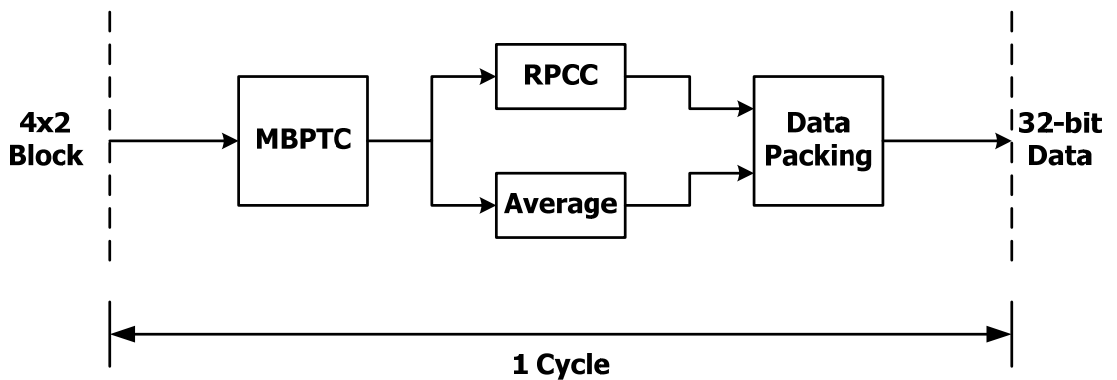 4x2
Block
MBPTC
RPCC
Average
Data
Packing
32-bit
Data
1 Cycle